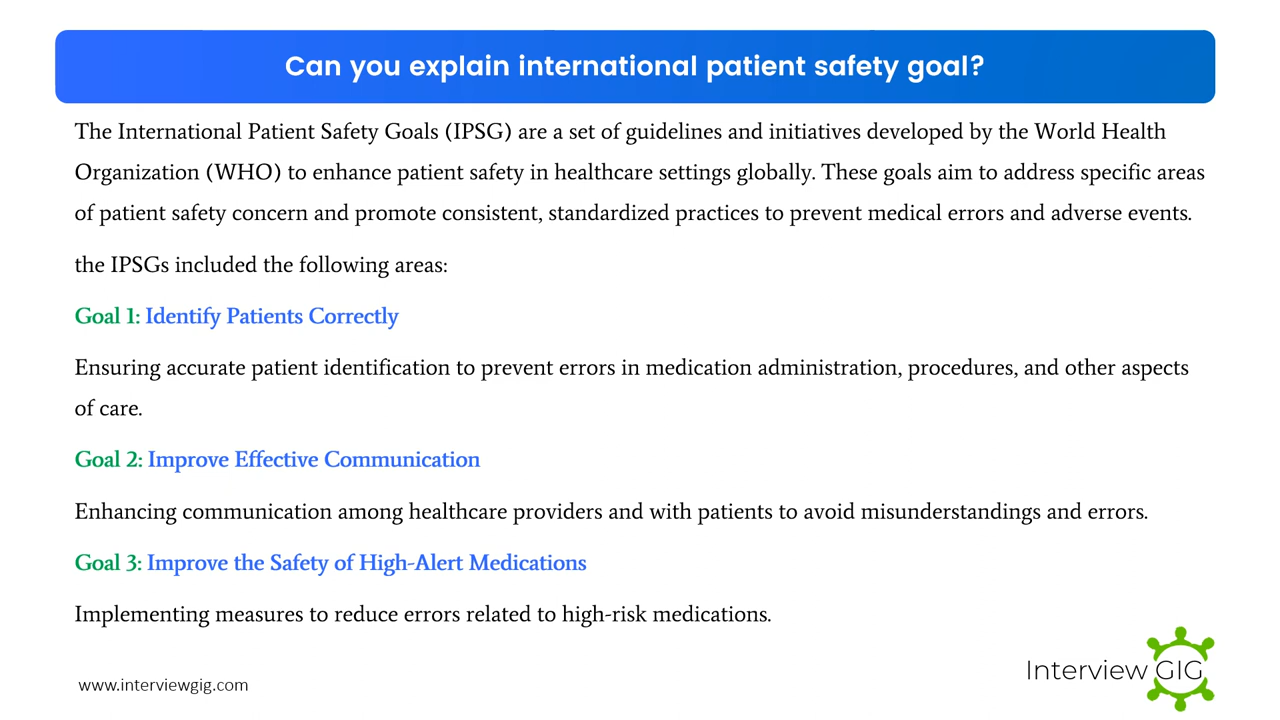 Can you explain international patient safety goal?
The International Patient Safety Goals (IPSG) are a set of guidelines and initiatives developed by the World Health
Organization (WHO) to enhance patient safety in healthcare settings globally. These goals aim to address specific areas
of patient safety concern and promote consistent, standardized practices to prevent medical errors and adverse events.
the IPSGs included the following areas:
Goal 1: Identify Patients Correctly
Ensuring accurate patient identification to prevent errors in medication administration, procedures, and other aspects
of care.
Goal 2: Improve Effective Communication
Enhancing communication among healthcare providers and with patients to avoid misunderstandings and errors.
Goal 3: Improve the Safety of High-Alert Medications
Implementing measures to reduce errors related to high-risk medications.
www.interviewgig.com
Interview GIG